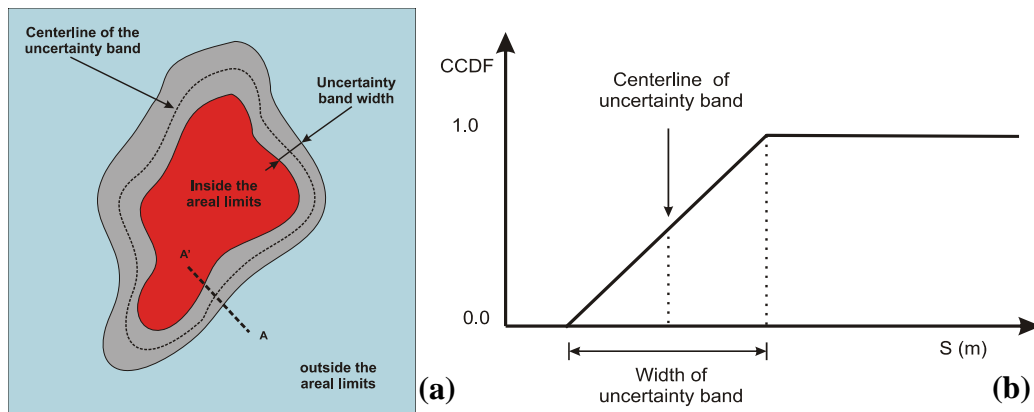 Centerline of the
uncertainty band
Uncertainty
band width
Inside the
areal limits
A'
A
outside the
areal limits
(a)
CCDF
1.0
0.0
Centerline of
uncertainty band
S (m)
Width of
uncertainty band
(b)